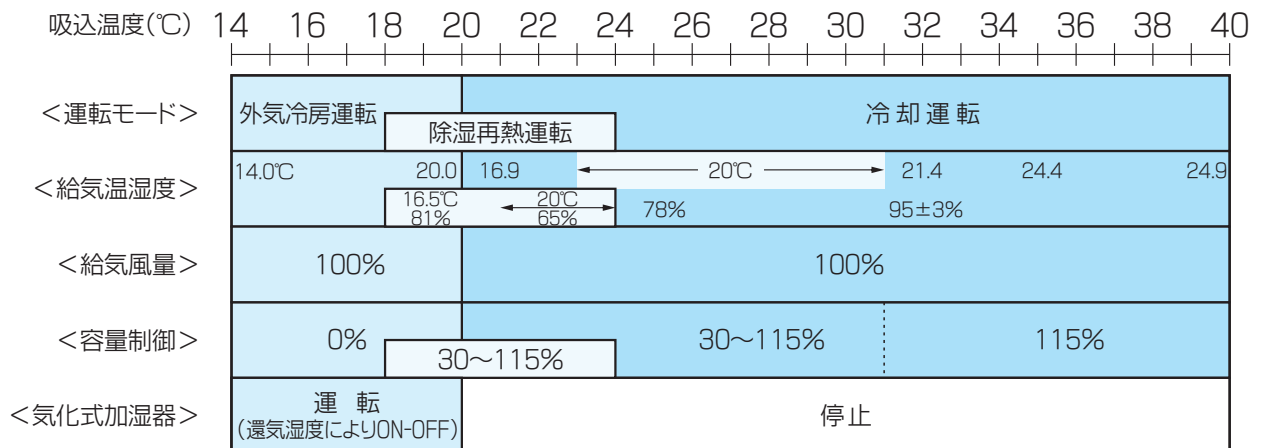 吸込温度(℃) 14 16 18 20 22 24 26 28 30 32 34 36 38 40
＜運転モード＞ 外気冷房運転 冷却運転
除湿再熱運転
＜給気温湿度＞ 14.0℃ 20.0 16.9 20℃ 21.4 24.4 24.9
16.5℃ 20℃
81% 65% 78% 95±3%
＜給気風量＞ 100% 100%
＜容量制御＞ 0% 30〜115% 115%
30〜115%
＜気化式加湿器＞ 運 転 停止
(還気湿度によりON-OFF)